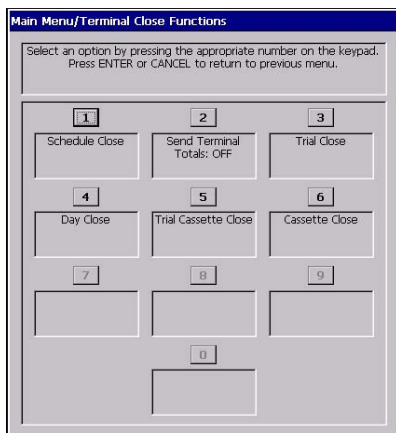 Main Menu/Terminal Close Functions
Select an option by pressing the appropriate number on the keypad.
Press ENTER or CANCEL to return to previous menu.
1 2 3
Schedule Close Send Terminal Trial Close
Totals: OFF
4 5 6
Day Close Trial Cassette Close Cassette Close
7 8 9
0